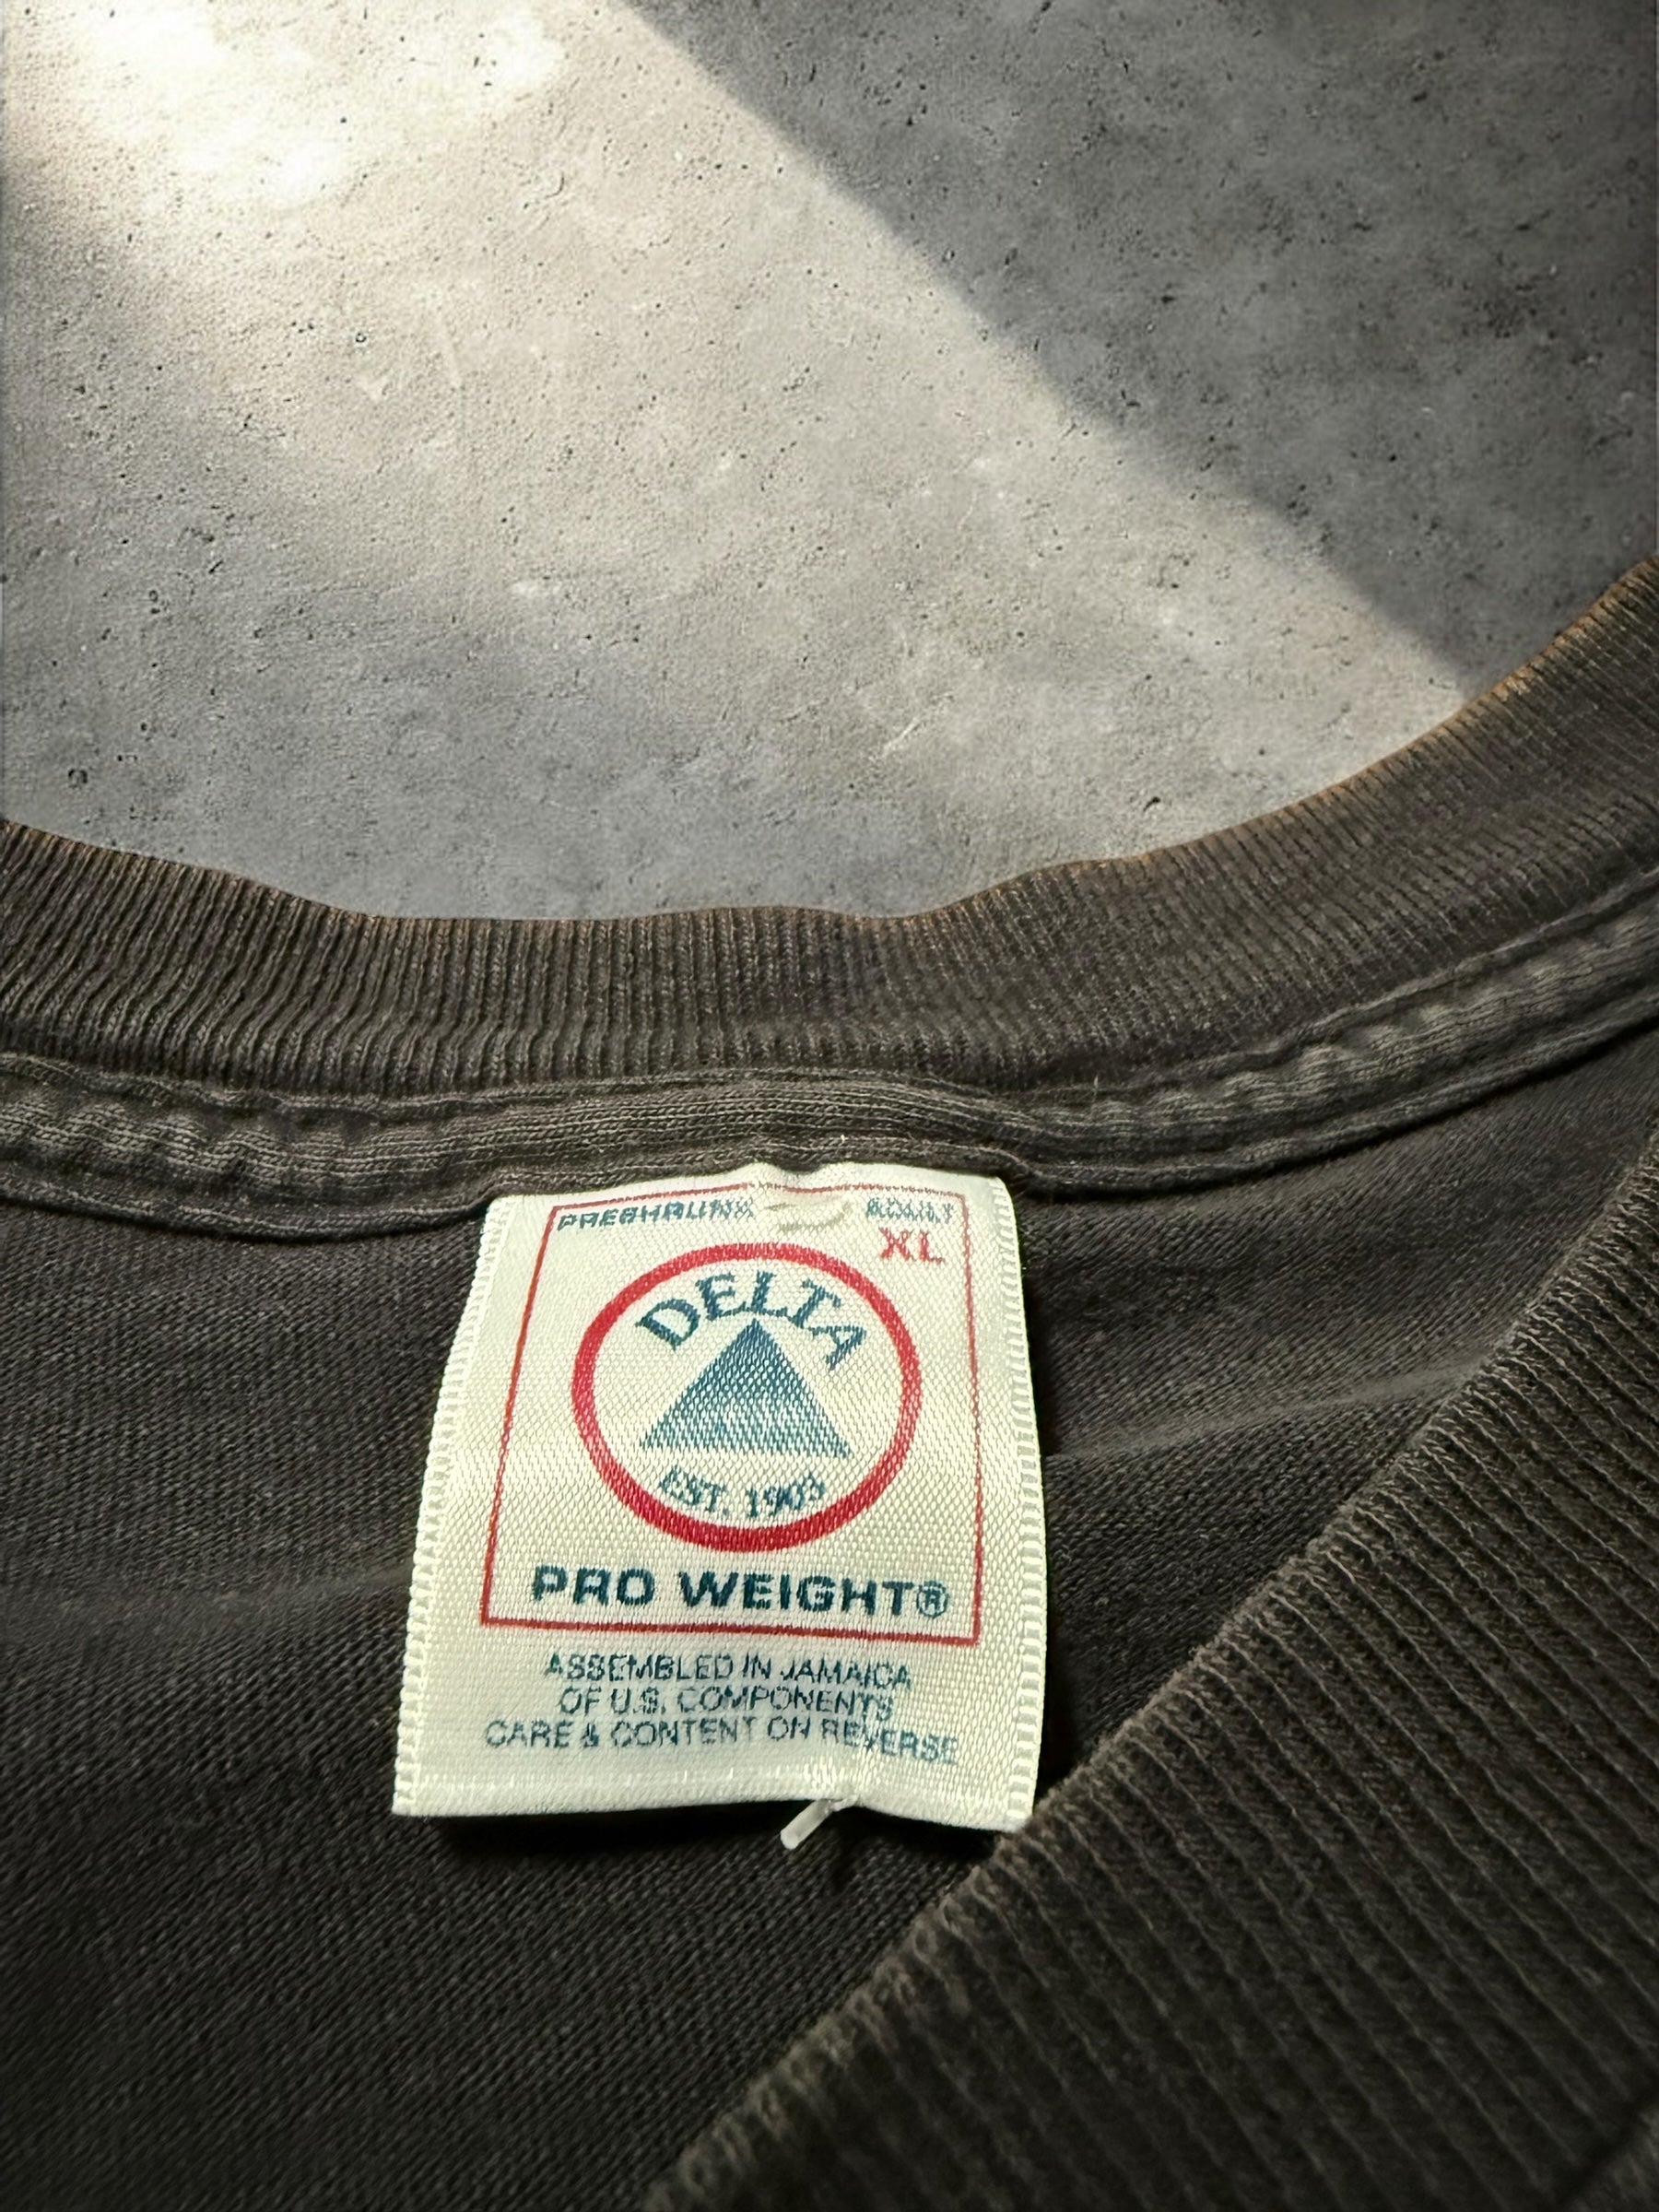 PRESHRUNK ADULT
XL
DELTA
EST. 1903
PRO WEIGHT®
ASSEMBLED IN JAMAICA
OF U.S. COMPONENTS
CARE & CONTENT ON REVERSE